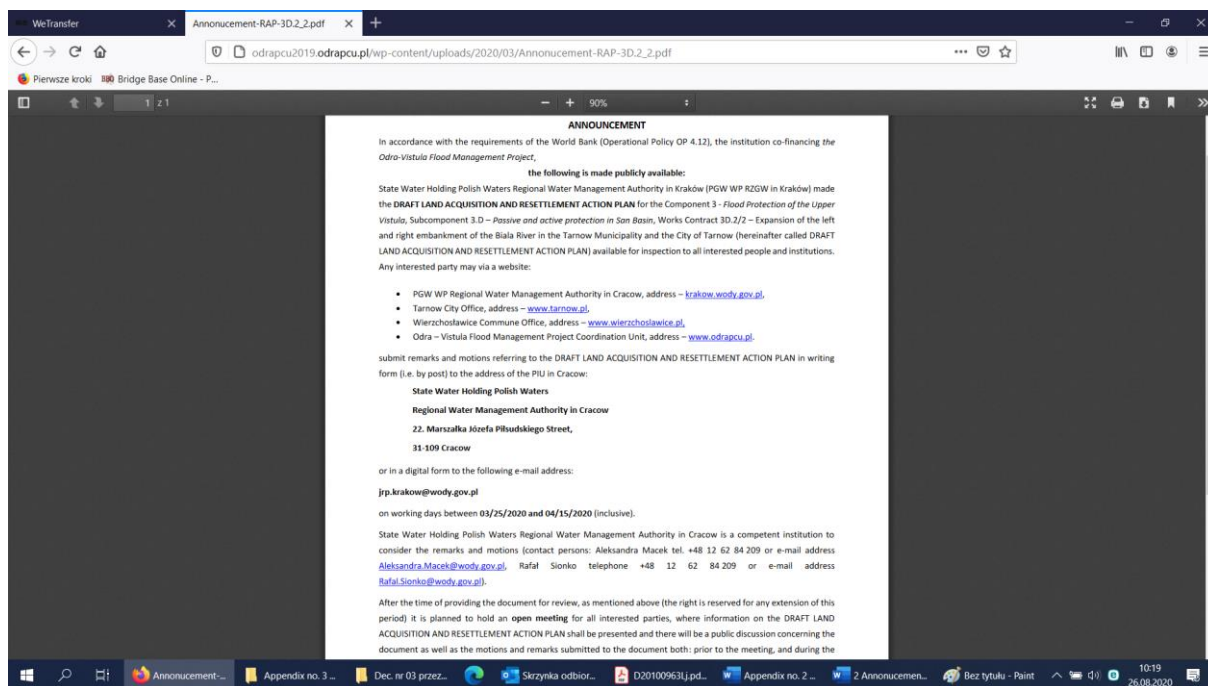 WeTransfer
Annonucement-RAP-3D.2_2.pdf
odrapcu2019.odrapcu.pl/wp-content/uploads/2020/03/Annonucement-RAP-3D.2_2.pdf
Pierwsze kroki BBO Bridge Base Online - P...
1 z 1
90%
ANNOUNCEMENT
In accordance with the requirements of the World Bank (Operational Policy OP 4.12), the institution co-financing the
Odra-Vistula Flood Management Project,
the following is made publicly available:
State Water Holding Polish Waters Regional Water Management Authority in Kraków (PGW WP RZGW in Kraków) made
the DRAFT LAND ACQUISITION AND RESETTLEMENT ACTION PLAN for the Component 3 - Flood Protection of the Upper
Vistula, Subcomponent 3.D – Passive and active protection in San Basin, Works Contract 3D.2/2 – Expansion of the left
and right embankment of the Biala River in the Tarnow Municipality and the City of Tarnow (hereinafter called DRAFT
LAND ACQUISITION AND RESETTLEMENT ACTION PLAN) available for inspection to all interested people and institutions.
Any interested party may via a website:
• PGW WP Regional Water Management Authority in Cracow, address – krakow.wody.gov.pl,
• Tarnow City Office, address – www.tarnow.pl,
• Wierzchosławice Commune Office, address – www.wierzchoslawice.pl,
• Odra – Vistula Flood Management Project Coordination Unit, address – www.odrapcu.pl.
submit remarks and motions referring to the DRAFT LAND ACQUISITION AND RESETTLEMENT ACTION PLAN in writing
form (i.e. by post) to the address of the PIU in Cracow:
State Water Holding Polish Waters
Regional Water Management Authority in Cracow
22. Marszałka Józefa Piłsudskiego Street,
31-109 Cracow
or in a digital form to the following e-mail address:
jrp.krakow@wody.gov.pl
on working days between 03/25/2020 and 04/15/2020 (inclusive).
State Water Holding Polish Waters Regional Water Management Authority in Cracow is a competent institution to
consider the remarks and motions (contact persons: Aleksandra Macek tel. +48 12 62 84 209 or e-mail address
Aleksandra.Macek@wody.gov.pl, Rafał Sionko telephone +48 12 62 84 209 or e-mail address
Rafal.Sionko@wody.gov.pl).
After the time of providing the document for review, as mentioned above (the right is reserved for any extension of this
period) it is planned to hold an open meeting for all interested parties, where information on the DRAFT LAND
ACQUISITION AND RESETTLEMENT ACTION PLAN shall be presented and there will be a public discussion concerning the
document as well as the motions and remarks submitted to the document both: prior to the meeting, and during the
Annonucement-... Appendix no. 3 ... Dec. nr 03 przez... Skrzynka odbior... D20100963Lj.pd... Appendix no. 2 ... 2 Annonucemen... Bez tytułu - Paint
10:19
26.08.2020